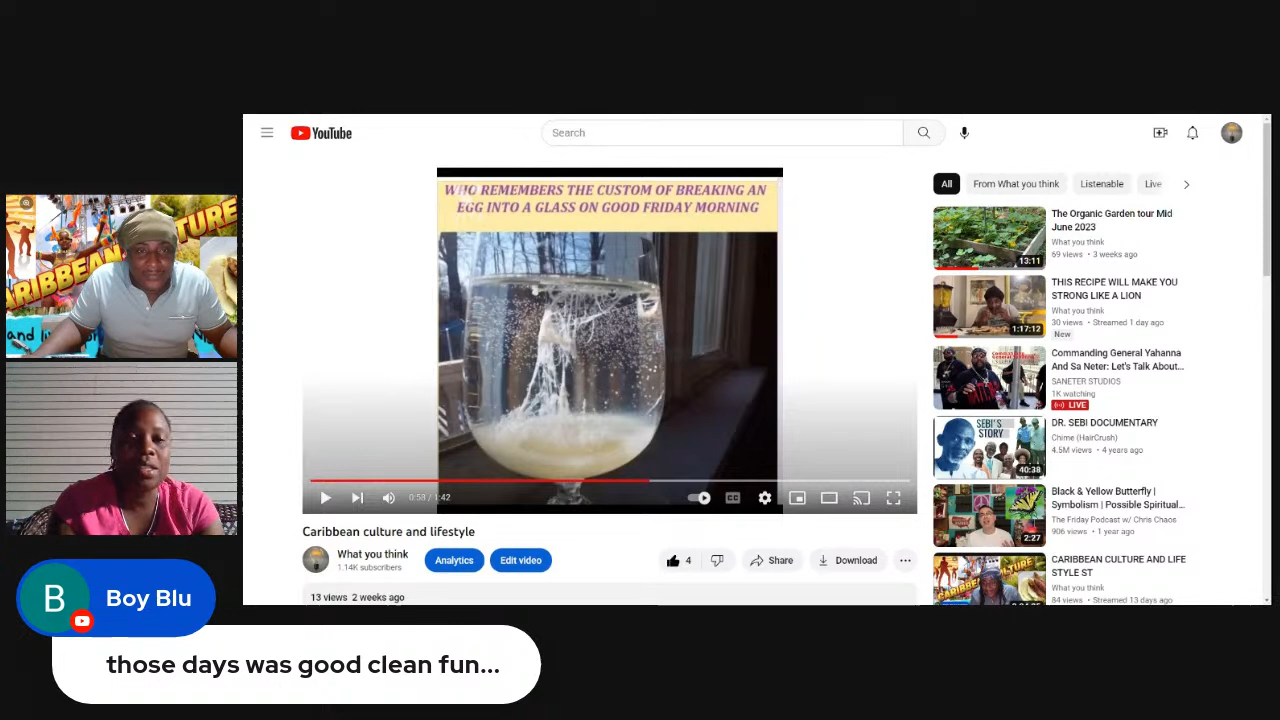 YouTube
Search
WHO REMEMBERS THE CUSTOM OF BREAKING AN
EGG INTO A GLASS ON GOOD FRIDAY MORNING
0:58 / 1:42
Caribbean culture and lifestyle
What you think
1.14K subscribers
Analytics
Edit video
4
Share
Download
13 views 2 weeks ago
All
From What you think
Listenable
Live
The Organic Garden tour Mid
June 2023
What you think
69 views • 3 weeks ago
13:11
THIS RECIPE WILL MAKE YOU
STRONG LIKE A LION
What you think
30 views • Streamed 1 day ago
New
1:17:12
Commanding General Yahanna
And Sa Neter: Let's Talk About...
SANETER STUDIOS
1K watching
LIVE
SEBI'S
STORY
40:38
DR. SEBI DOCUMENTARY
Chime (HairCrush)
4.5M views • 4 years ago
Black & Yellow Butterfly |
Symbolism | Possible Spiritual...
The Friday Podcast w/ Chris Chaos
906 views • 1 year ago
2:27
CARIBBEAN CULTURE AND LIFE
STYLE ST
What you think
84 views • Streamed 13 days ago
B
Boy Blu
those days was good clean fun...